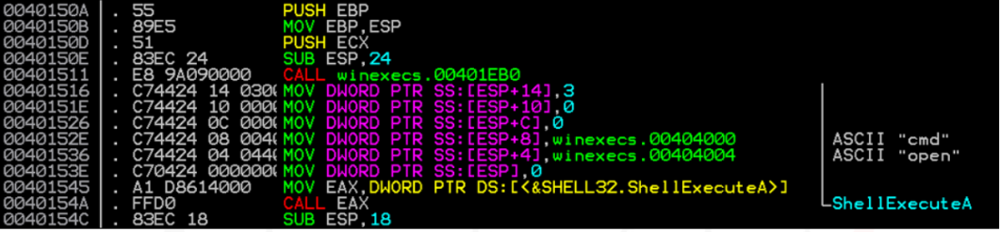 0040150A . 55 PUSH EBP
0040150B . 89E5 MOV EBP,ESP
0040150D . 51 PUSH ECX
0040150E . 83EC 24 SUB ESP,24
00401511 . E8 9A090000 CALL winexecs.00401EB0
00401516 . C74424 14 0300 MOV DWORD PTR SS:[ESP+14],3
0040151E . C74424 10 0000 MOV DWORD PTR SS:[ESP+10],0
00401526 . C74424 0C 0000 MOV DWORD PTR SS:[ESP+C],0
0040152E . C74424 08 0040 MOV DWORD PTR SS:[ESP+8],winexecs.00404000 ASCII "cmd"
00401536 . C74424 04 0440 MOV DWORD PTR SS:[ESP+4],winexecs.00404004 ASCII "open"
0040153E . C70424 0000000 MOV DWORD PTR SS:[ESP],0
00401545 . A1 D8614000 MOV EAX,DWORD PTR DS:[<&SHELL32.ShellExecuteA>]
0040154A . FFD0 CALL EAX ShellExecuteA
0040154C . 83EC 18 SUB ESP,18